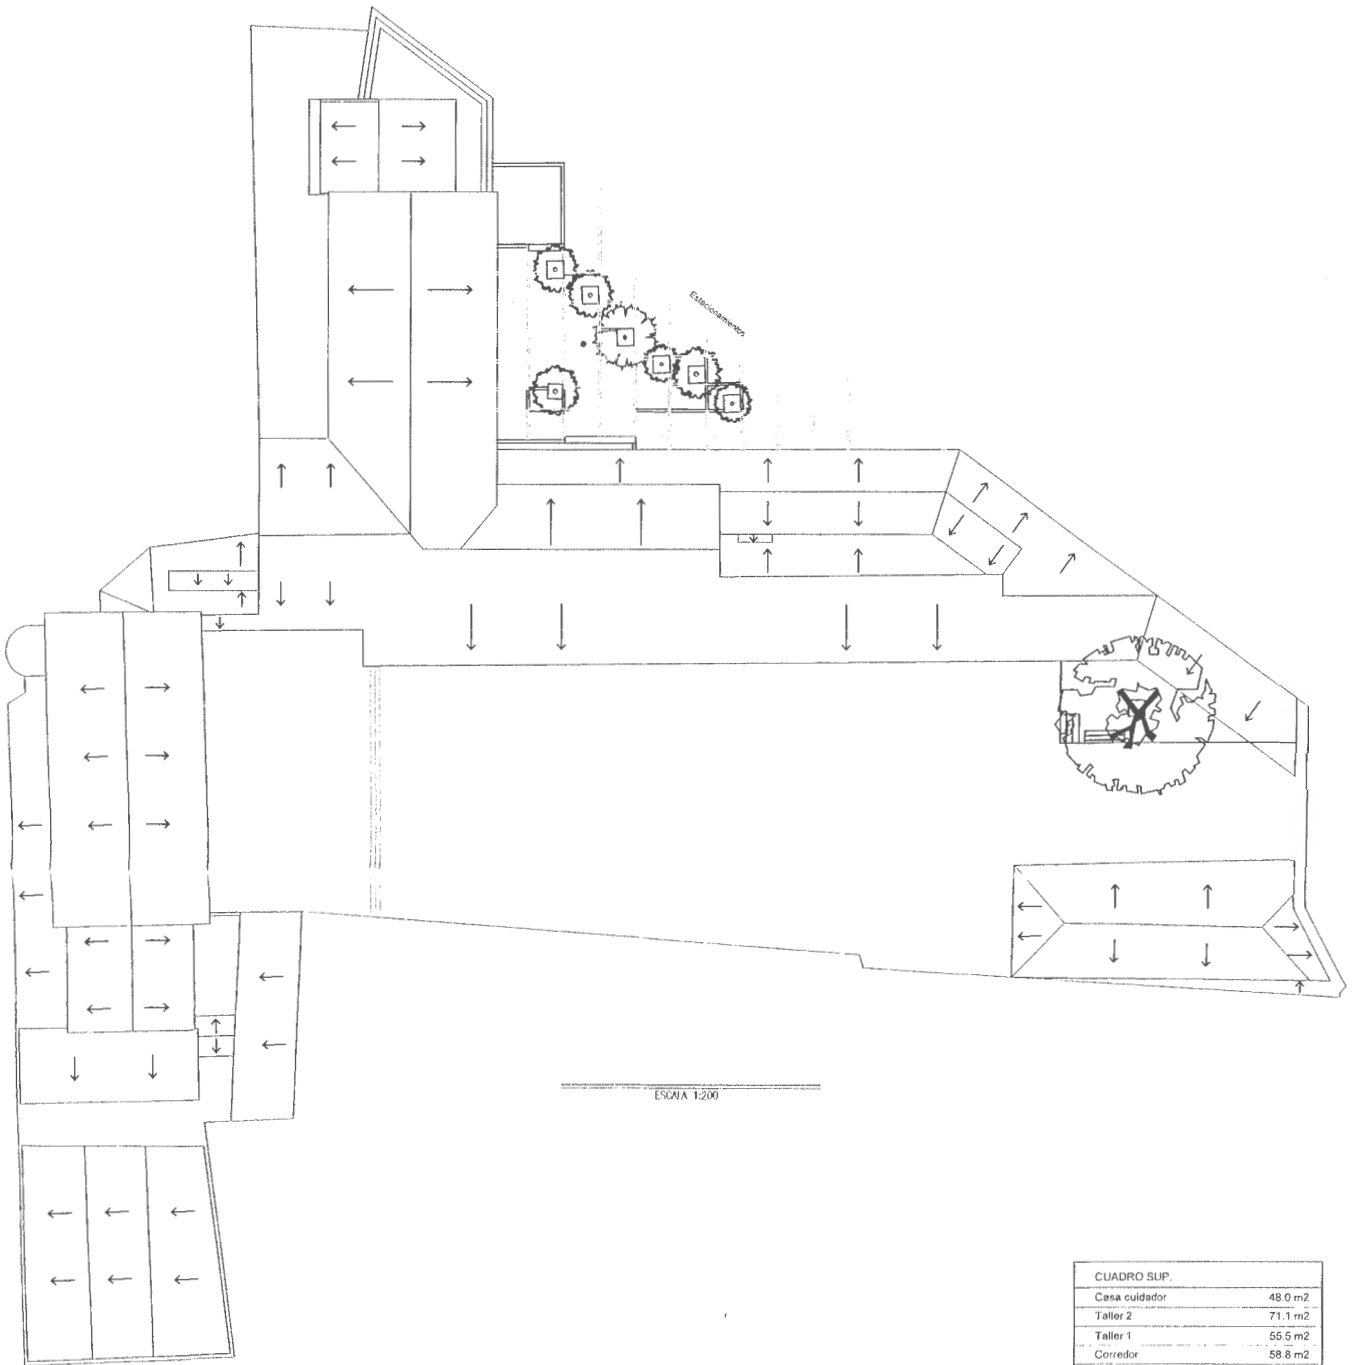 Estacionamientos
ESCALA 1:200
CUADRO SUP.
Casa cuidador 48.0 m2
Taller 2 71.1 m2
Taller 1 55.5 m2
Corredor 58.8 m2